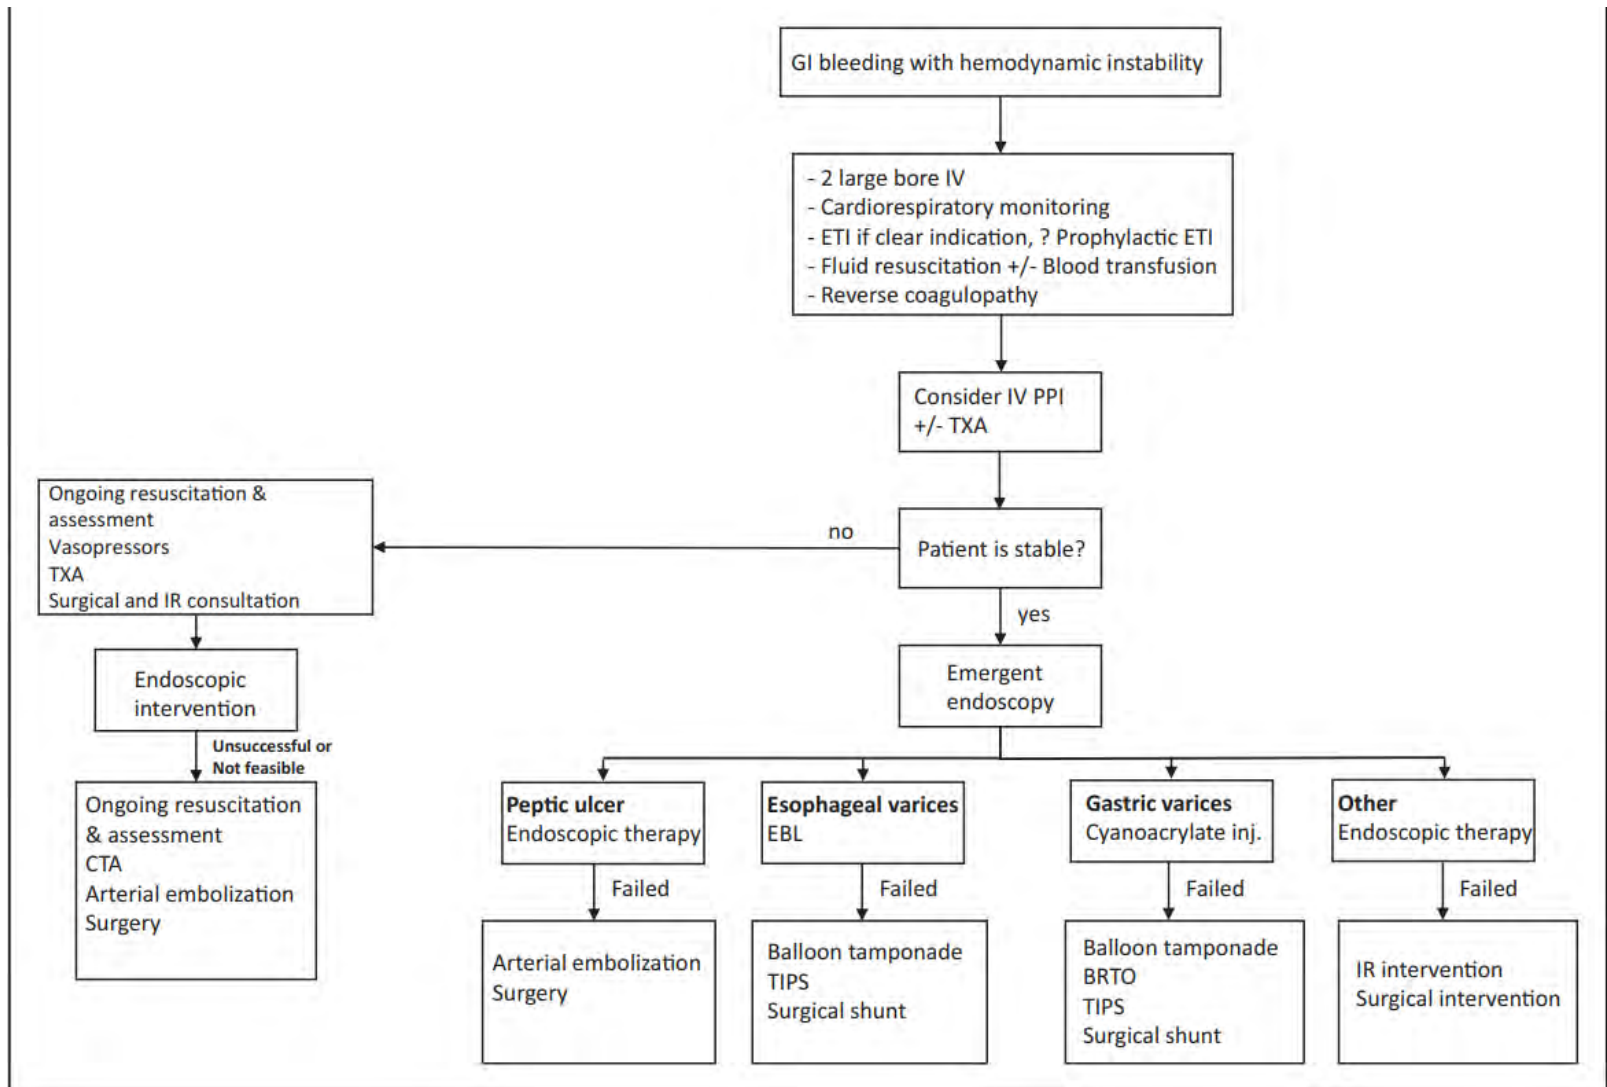 GI bleeding with hemodynamic instability
- 2 large bore IV
- Cardiorespiratory monitoring
- ETI if clear indication, ? Prophylactic ETI
- Fluid resuscitation +/- Blood transfusion
- Reverse coagulopathy
Consider IV PPI
+/- TXA
Patient is stable?
no
yes
Ongoing resuscitation &
assessment
Vasopressors
TXA
Surgical and IR consultation
Endoscopic
intervention
Unsuccessful or
Not feasible
Ongoing resuscitation
& assessment
CTA
Arterial embolization
Surgery
Emergent
endoscopy
Peptic ulcer
Endoscopic therapy
Failed
Arterial embolization
Surgery
Esophageal varices
EBL
Failed
Balloon tamponade
TIPS
Surgical shunt
Gastric varices
Cyanoacrylate inj.
Failed
Balloon tamponade
BRTO
TIPS
Surgical shunt
Other
Endoscopic therapy
Failed
IR intervention
Surgical intervention